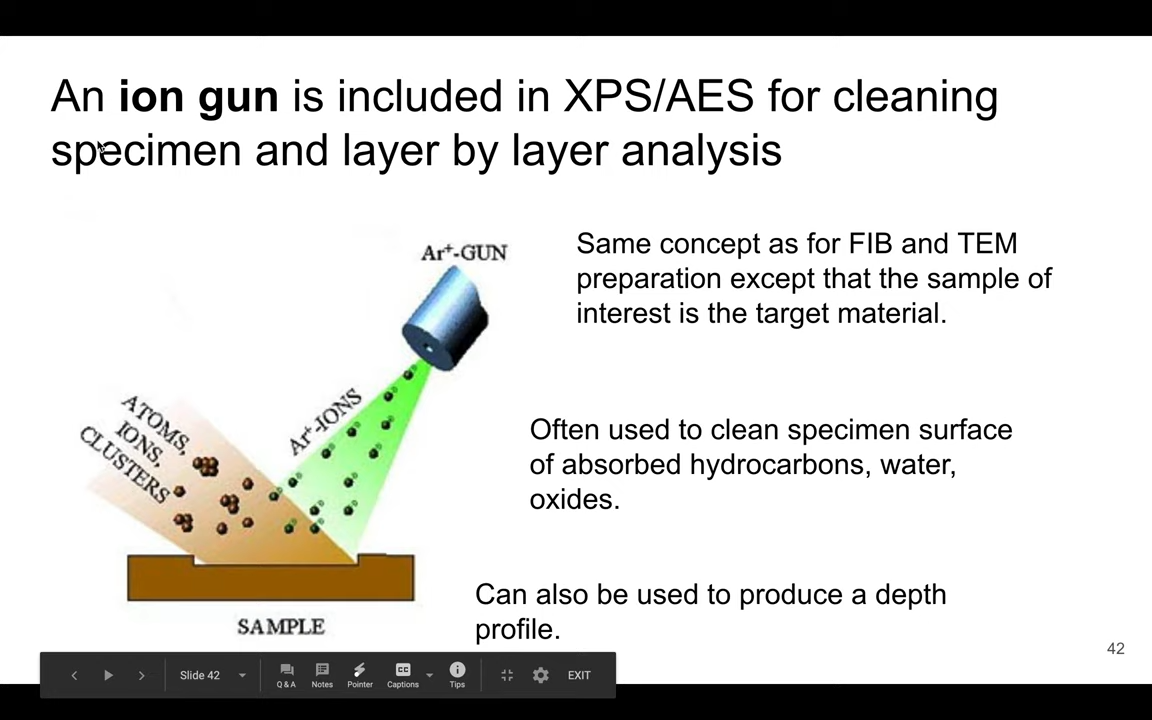 An ion gun is included in XPS/AES for cleaning
specimen and layer by layer analysis
Ar+-GUN
Same concept as for FIB and TEM
preparation except that the sample of
interest is the target material.
ATOMS,
IONS,
CLUSTERS
Ar+-IONS
Often used to clean specimen surface
of absorbed hydrocarbons, water,
oxides.
Can also be used to produce a depth
profile.
SAMPLE
42
Slide 42
Q & A
Notes
Pointer
Captions
Tips
EXIT